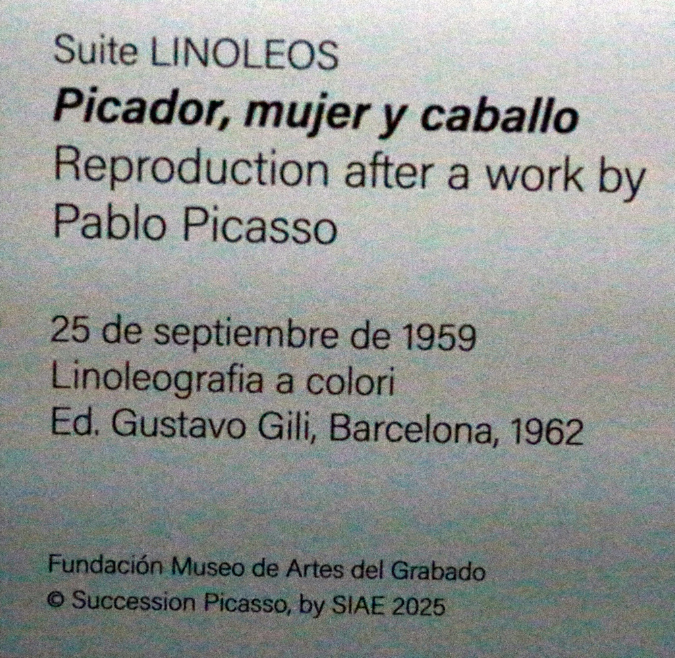 Suite LINOLEOS
Picador, mujer y caballo
Reproduction after a work by
Pablo Picasso
25 de septiembre de 1959
Linoleografia a colori
Ed. Gustavo Gili, Barcelona, 1962
Fundación Museo de Artes del Grabado
© Succession Picasso, by SIAE 2025